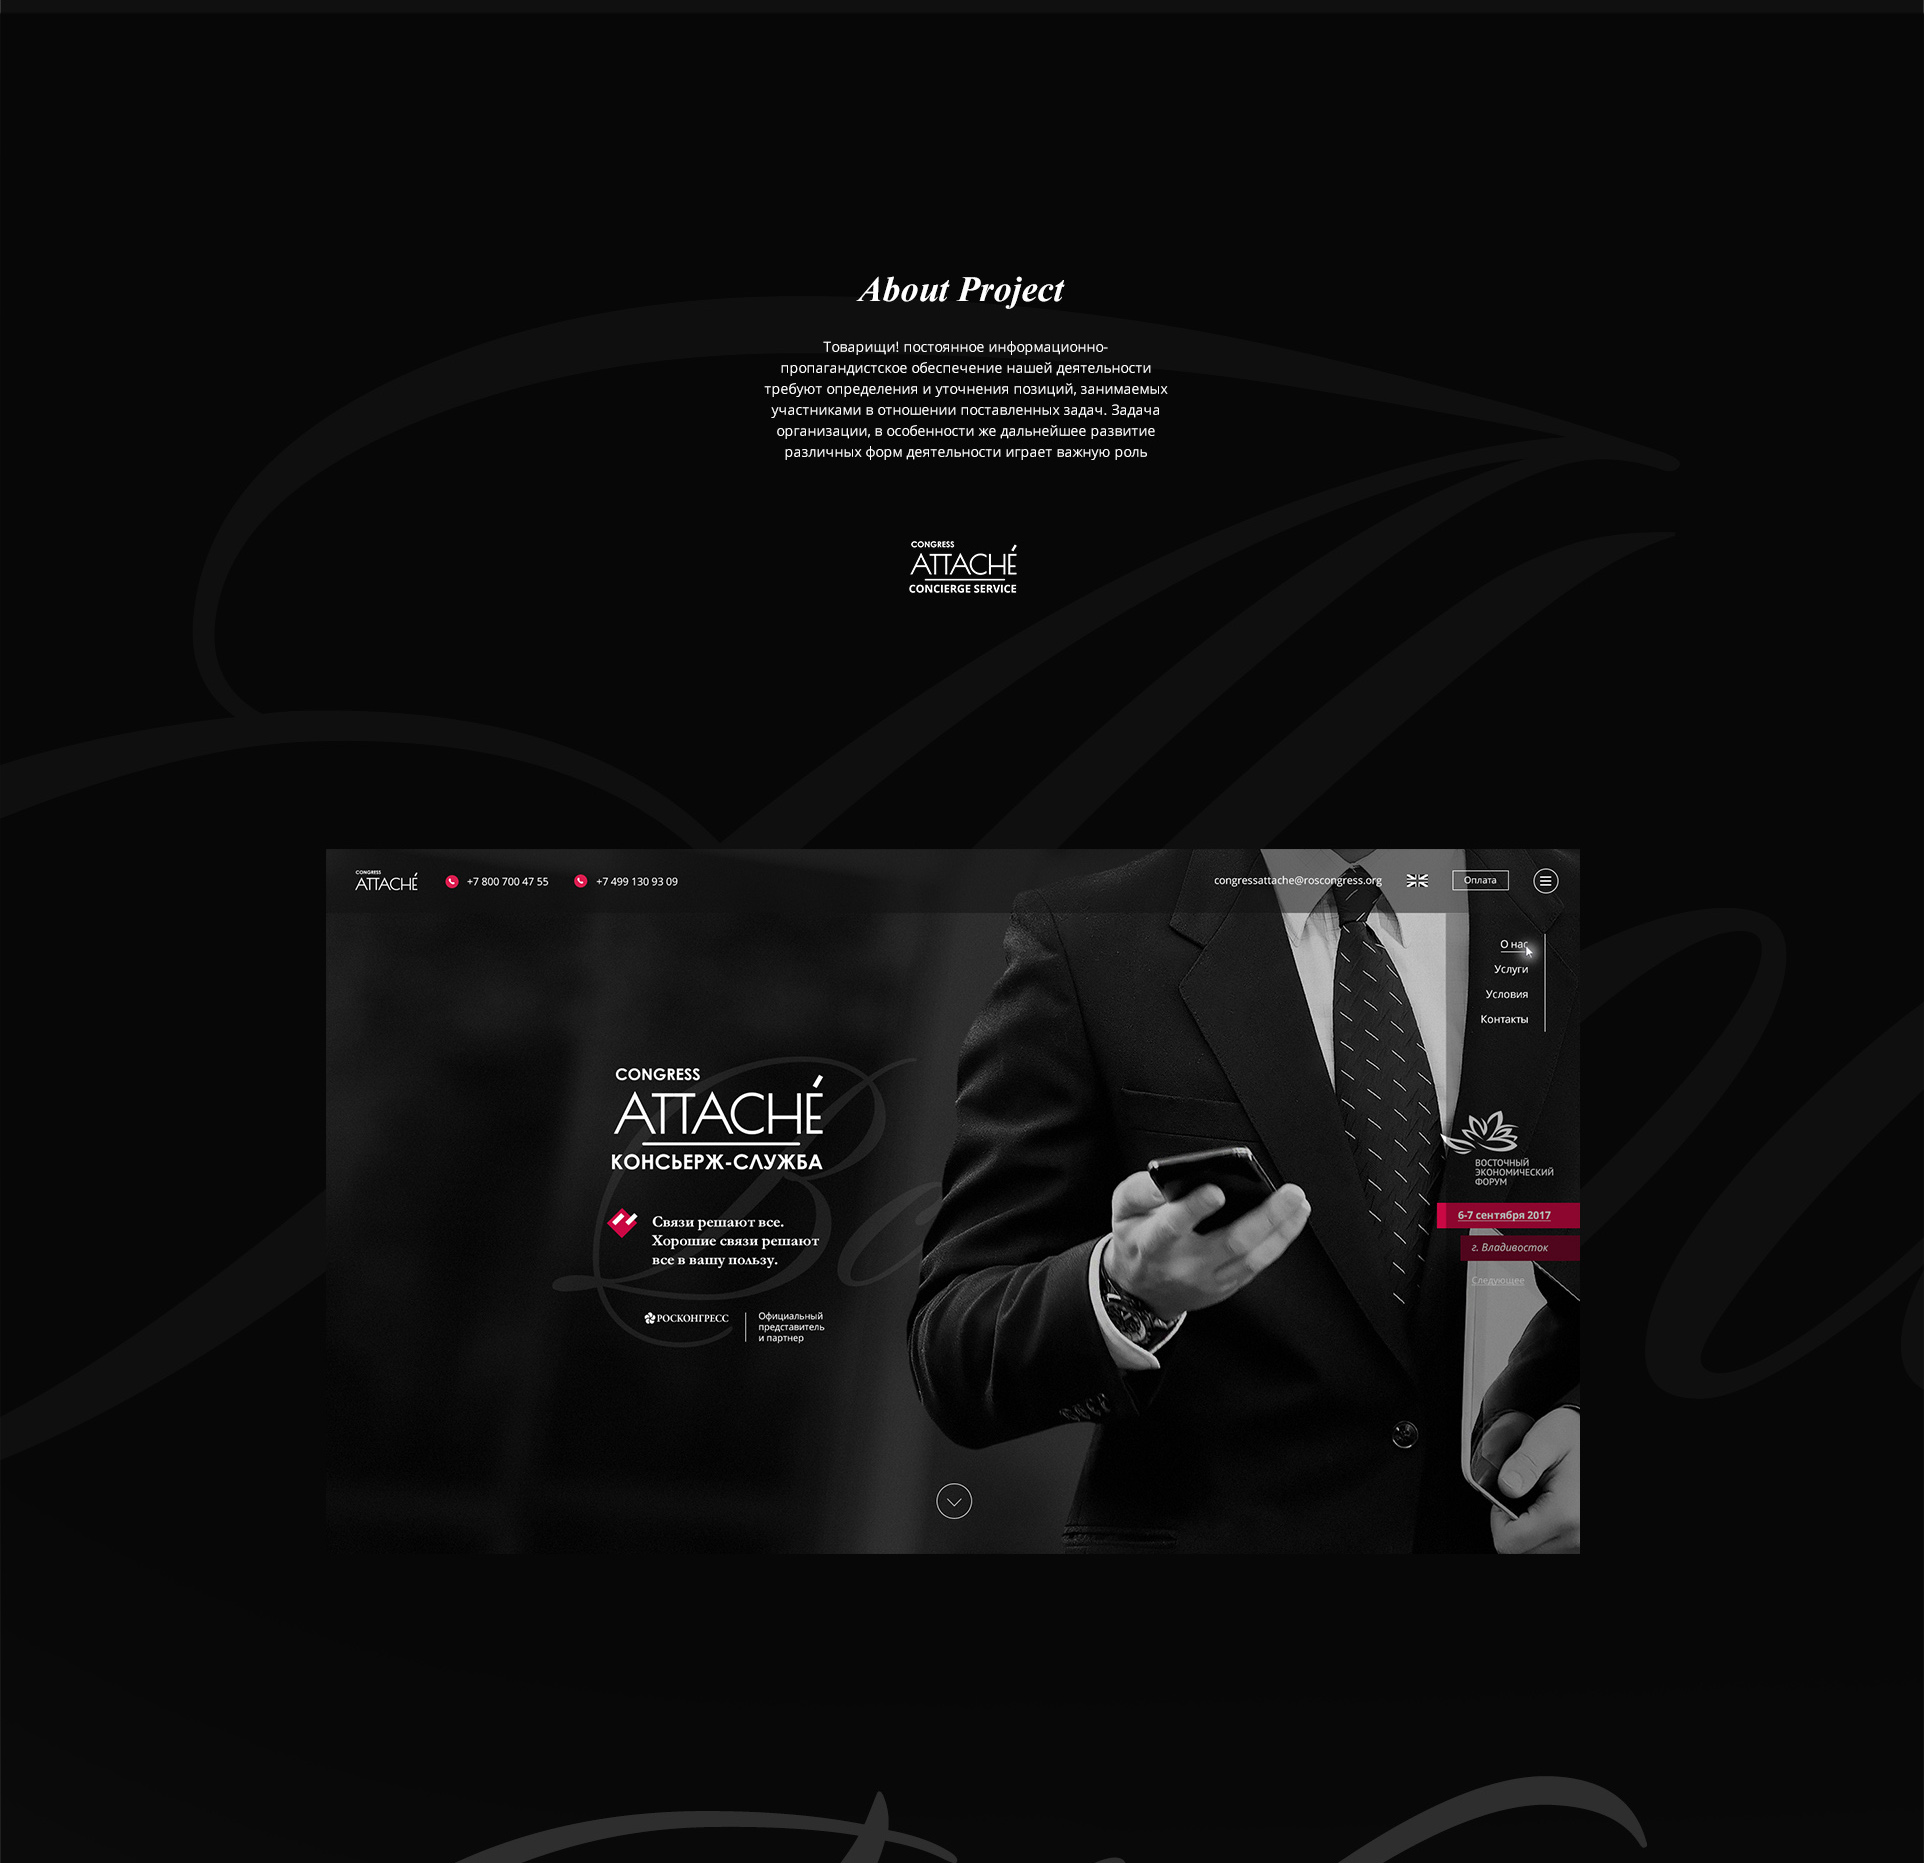 About Project
Товарищи! постоянное информационно-
пропагандистское обеспечение нашей деятельности
требуют определения и уточнения позиций, занимаемых
участниками в отношении поставленных задач. Задача
организации, в особенности же дальнейшее развитие
различных форм деятельности играет важную роль
CONGRESS
ATTACHÉ
CONCIERGE SERVICE
CONGRESS
ATTACHÉ
+7 800 700 47 55
+7 499 130 93 09
congressattache@roscongress.org
Оплата
О нас
Услуги
Условия
Контакты
CONGRESS
ATTACHÉ
КОНСЬЕРЖ-СЛУЖБА
Связи решают все.
Хорошие связи решают
все в вашу пользу.
РОСКОНГРЕСС
Официальный
представитель
и партнер
ВОСТОЧНЫЙ
ЭКОНОМИЧЕСКИЙ
ФОРУМ
6-7 сентября 2017
г. Владивосток
Следующее